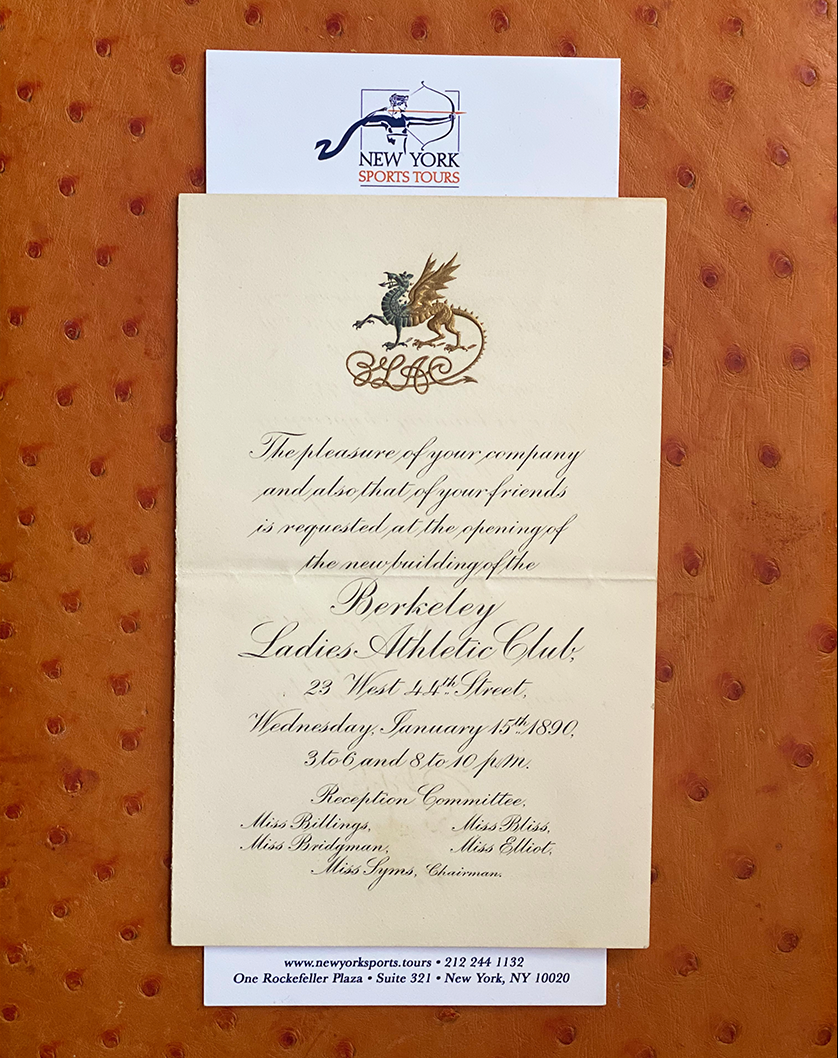 NEW YORK
SPORTS TOURS
BLAC
The pleasure of your company
and also that of your friends
is requested at the opening of
the new building of the
Berkeley
Ladies Athletic Club,
23 West 44th Street,
Wednesday, January 15th 1890,
3 to 6 and 8 to 10 p.m.
Reception Committee,
Miss Billings, Miss Bliss,
Miss Bridgman, Miss Elliot,
Miss Syms, Chairman.
www.newyorksports.tours • 212 244 1132
One Rockefeller Plaza • Suite 321 • New York, NY 10020